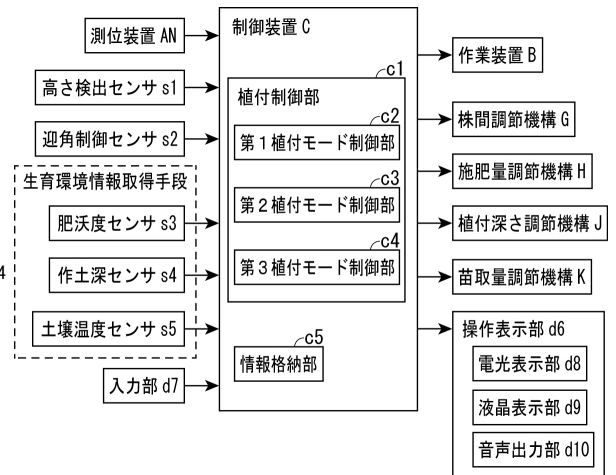 測位装置 AN
高さ検出センサ s1
迎角制御センサ s2
生育環境情報取得手段
肥沃度センサ s3
4
作土深センサ s4
土壌温度センサ s5
入力部 d7
制御装置 C
c1
植付制御部
c2
第1植付モード制御部
c3
第2植付モード制御部
c4
第3植付モード制御部
c5
情報格納部
作業装置 B
株間調節機構 G
施肥量調節機構 H
植付深さ調節機構 J
苗取量調節機構 K
操作表示部 d6
電光表示部 d8
液晶表示部 d9
音声出力部 d10